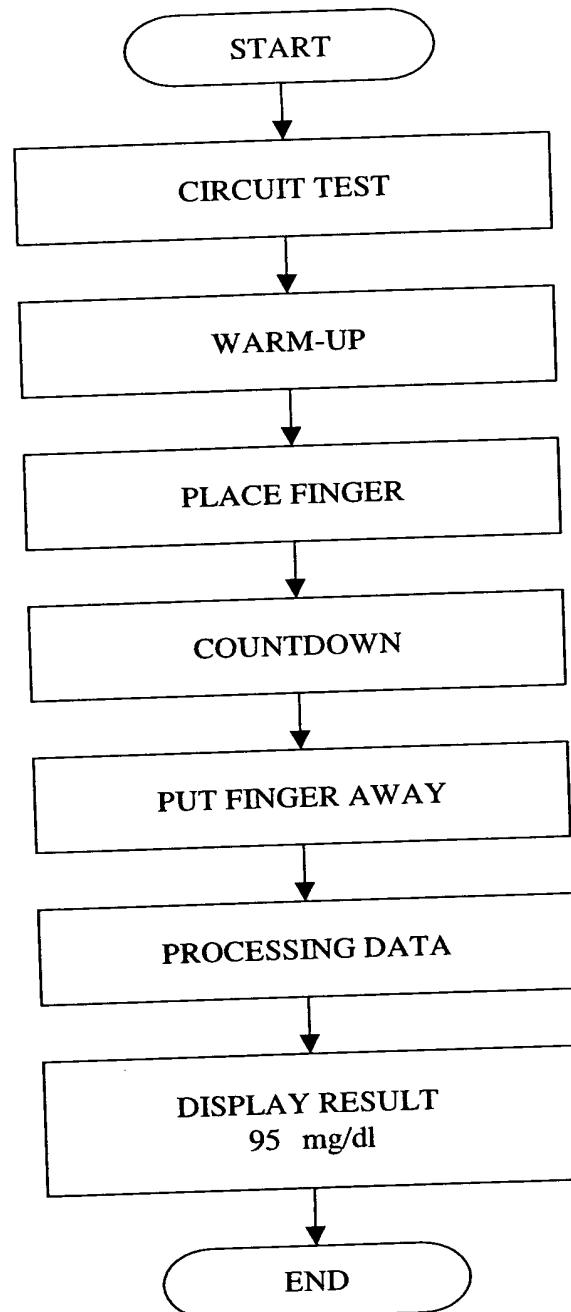 START
CIRCUIT TEST
WARM-UP
PLACE FINGER
COUNTDOWN
PUT FINGER AWAY
PROCESSING DATA
DISPLAY RESULT
95 mg/dl
END